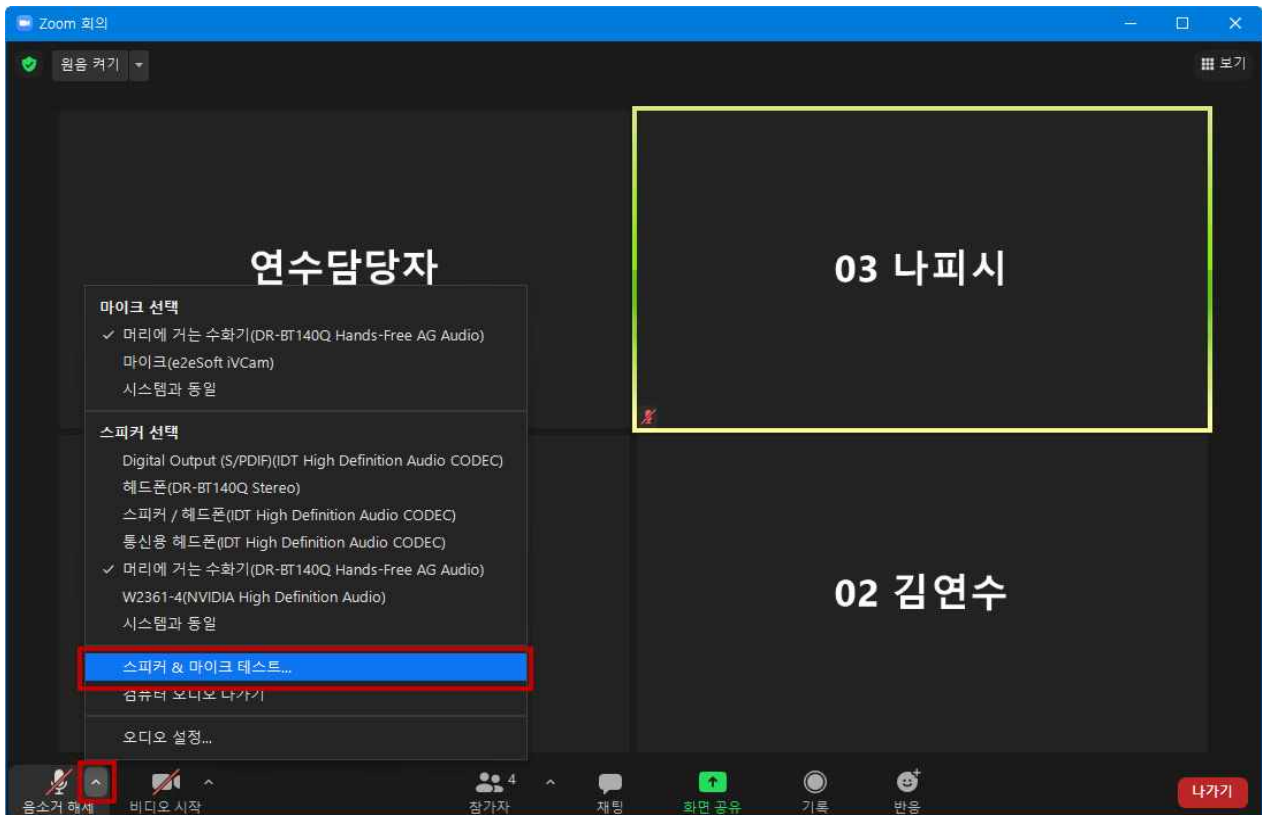 Zoom 회의
원음 켜기
보기
연수담당자
03 나피시
마이크 선택
머리에 거는 수화기(DR-BT140Q Hands-Free AG Audio)
마이크(e2eSoft iVCam)
시스템과 동일
스피커 선택
Digital Output (S/PDIF)(IDT High Definition Audio CODEC)
헤드폰(DR-BT140Q Stereo)
스피커 / 헤드폰(IDT High Definition Audio CODEC)
통신용 헤드폰(IDT High Definition Audio CODEC)
머리에 거는 수화기(DR-BT140Q Hands-Free AG Audio)
W2361-4(NVIDIA High Definition Audio)
시스템과 동일
02 김연수
스피커 & 마이크 테스트...
컴퓨터 오디오 나가기
오디오 설정...
음소거 해제
비디오 시작
참가자 4
채팅
화면 공유
기록
반응
나가기